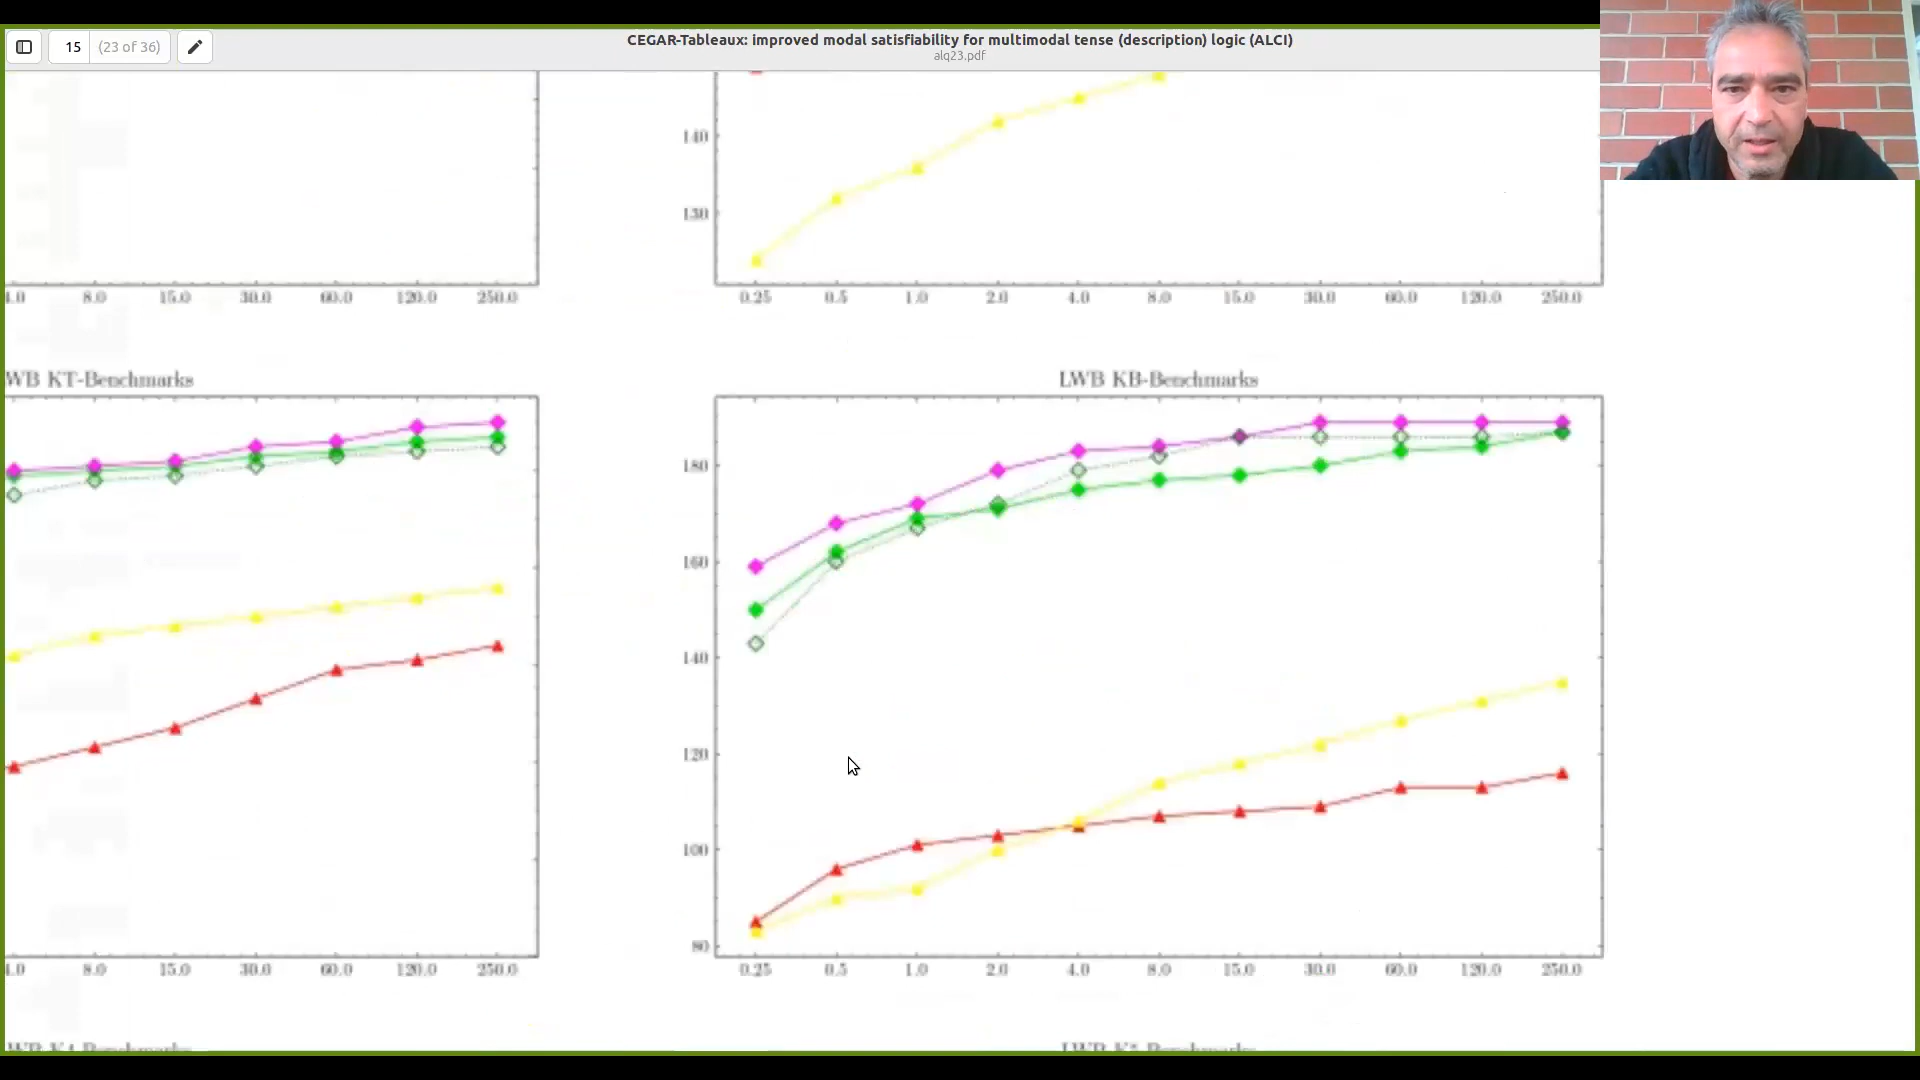 15 (23 of 36)
CEGAR-Tableaux: improved modal satisfiability for multimodal tense (description) logic (ALCI)
alq23.pdf
140
130
4.0 8.0 15.0 30.0 60.0 120.0 250.0
0.25 0.5 1.0 2.0 4.0 8.0 15.0 30.0 60.0 120.0 250.0
WB KT-Benchmarks
LWB KB-Benchmarks
180
160
140
120
100
80
4.0 8.0 15.0 30.0 60.0 120.0 250.0
0.25 0.5 1.0 2.0 4.0 8.0 15.0 30.0 60.0 120.0 250.0